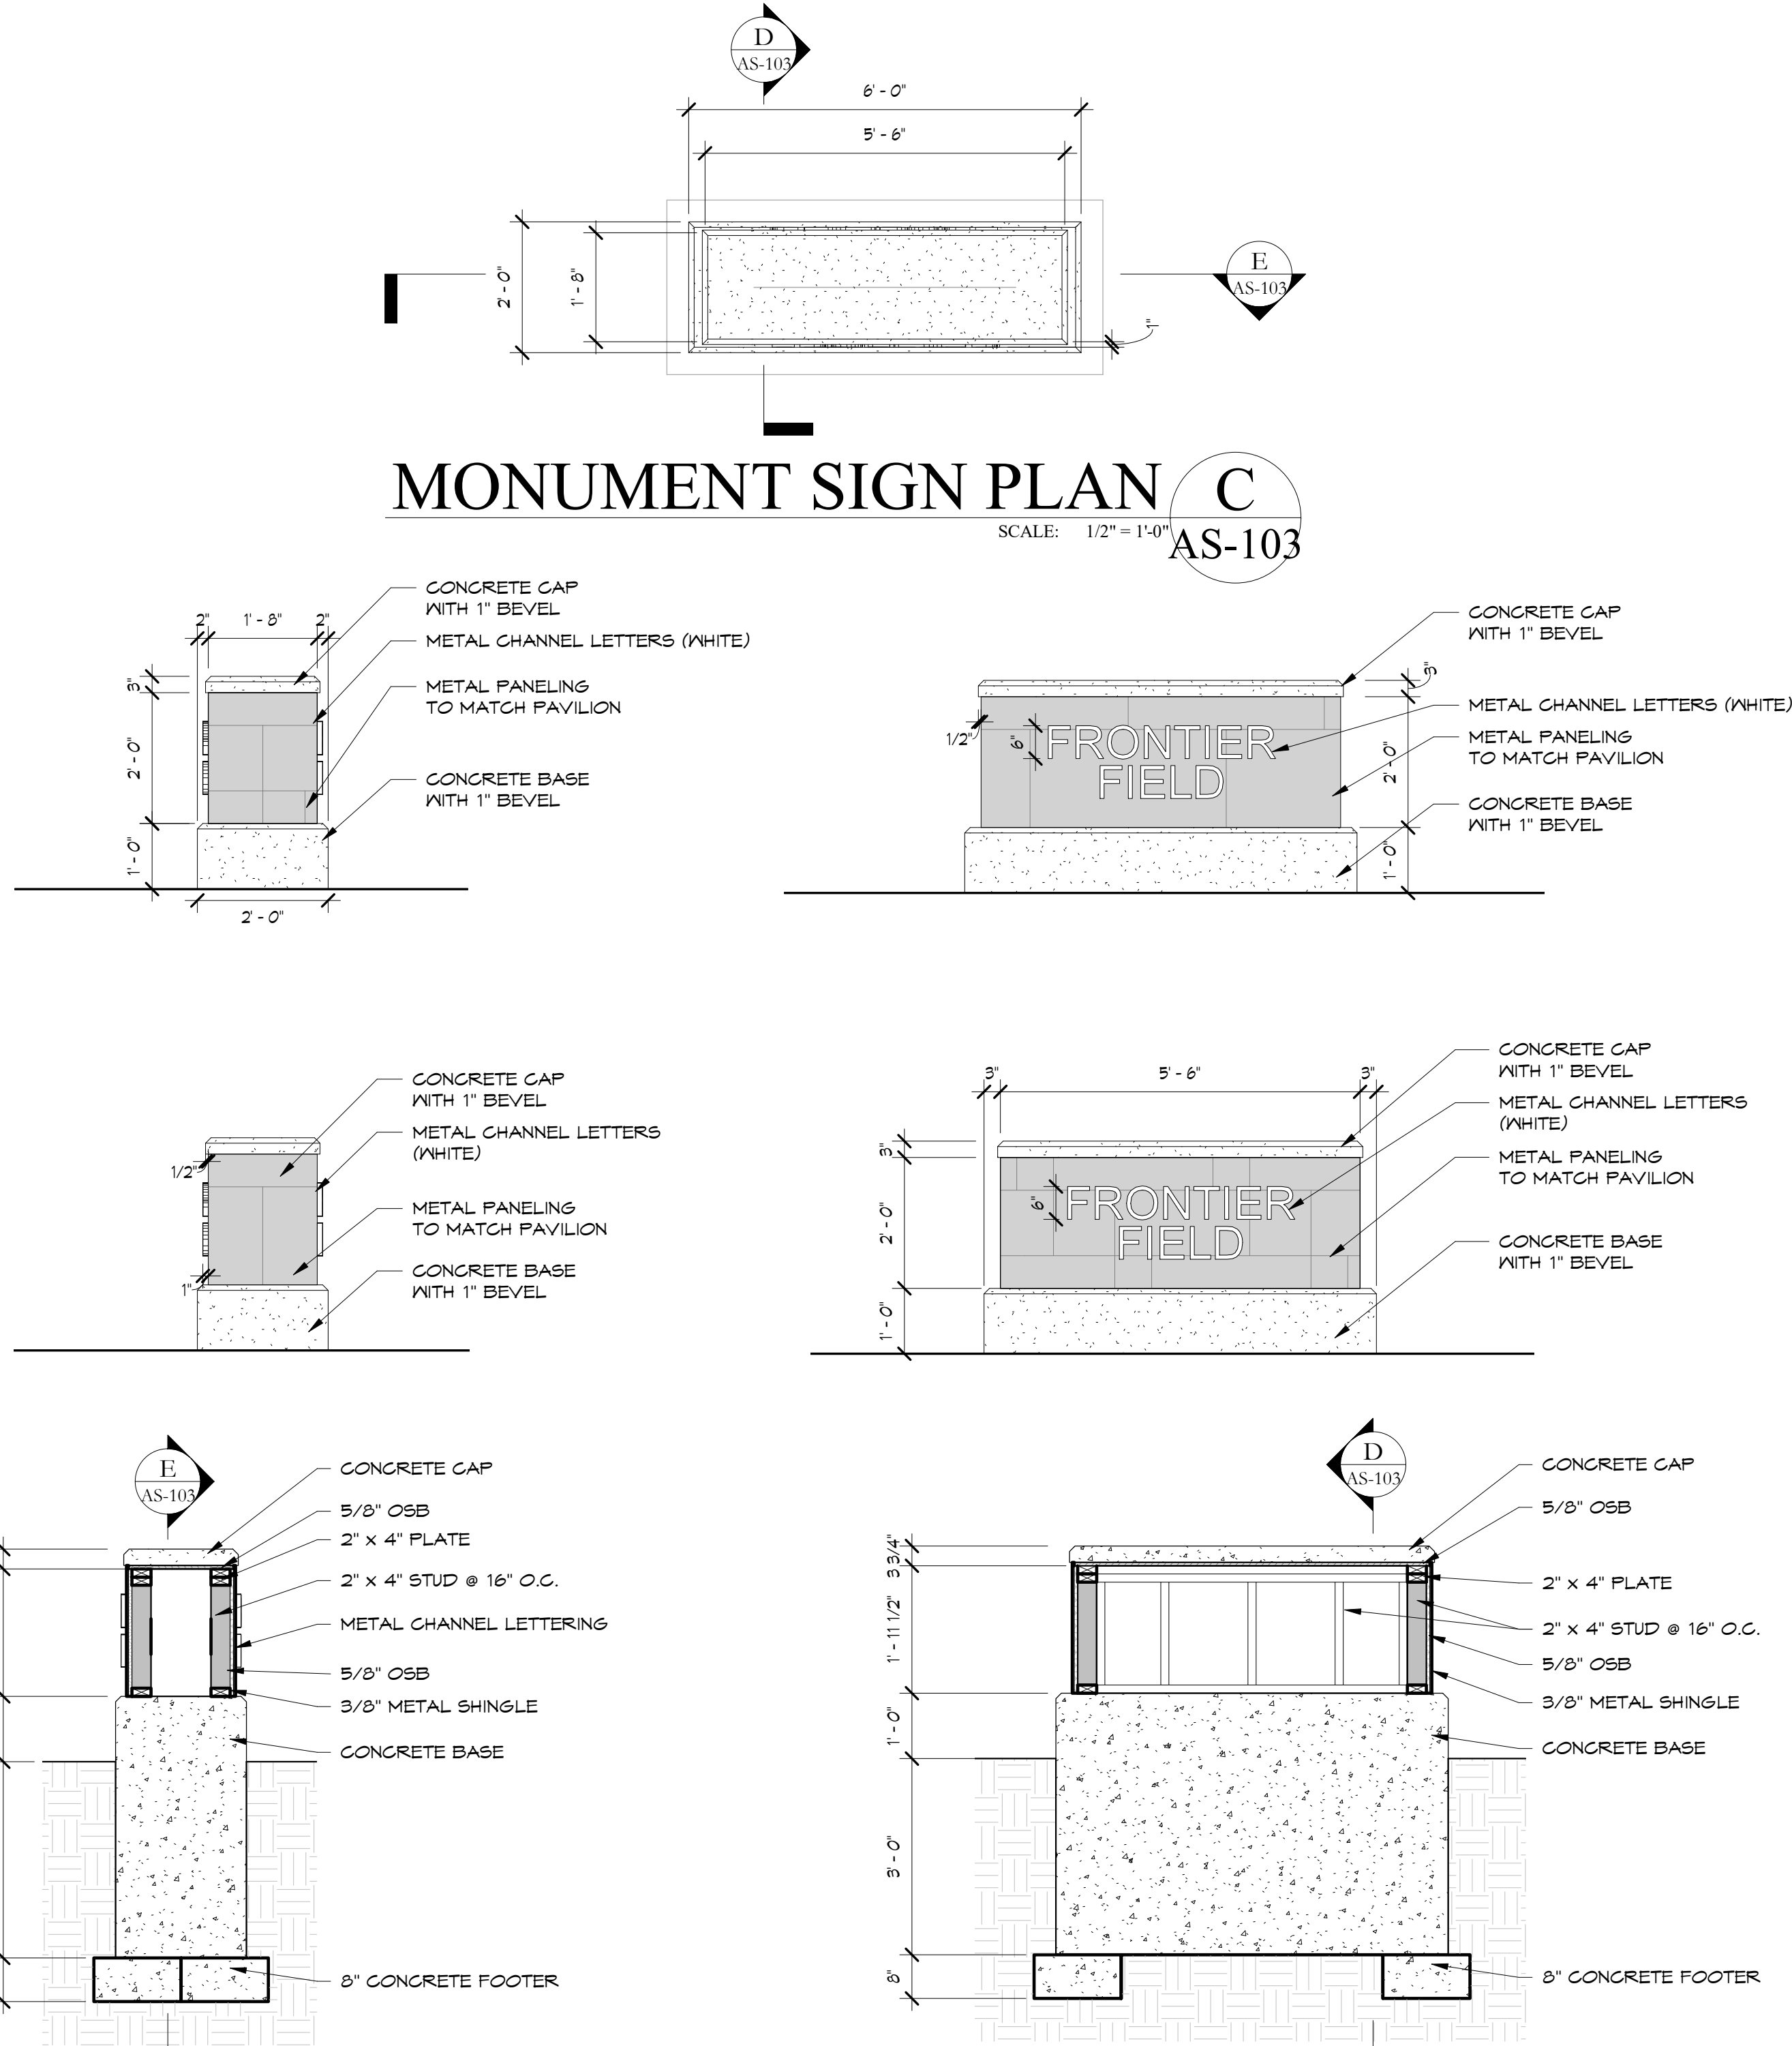 D
AS-103
6' - 0"
5' - 6"
2' - 0"
1' - 8"
E
AS-103
1"
MONUMENT SIGN PLAN
C
SCALE: 1/2" = 1'-0"
AS-103
2"
1' - 8"
2"
CONCRETE CAP
WITH 1" BEVEL
METAL CHANNEL LETTERS (WHITE)
METAL PANELING
TO MATCH PAVILION
CONCRETE BASE
WITH 1" BEVEL
3"
2' - 0"
1' - 0"
2' - 0"
CONCRETE CAP
WITH 1" BEVEL
3"
METAL CHANNEL LETTERS (WHITE)
METAL PANELING
TO MATCH PAVILION
CONCRETE BASE
WITH 1" BEVEL
1/2"
6"
FRONTIER
FIELD
2' - 0"
1' - 0"
CONCRETE CAP
WITH 1" BEVEL
METAL CHANNEL LETTERS
(WHITE)
METAL PANELING
TO MATCH PAVILION
CONCRETE BASE
WITH 1" BEVEL
1/2"
1"
3"
5' - 6"
3"
CONCRETE CAP
WITH 1" BEVEL
METAL CHANNEL LETTERS
(WHITE)
METAL PANELING
TO MATCH PAVILION
CONCRETE BASE
WITH 1" BEVEL
3"
2' - 0"
1' - 0"
6"
FRONTIER
FIELD
E
AS-103
CONCRETE CAP
5/8" OSB
2" x 4" PLATE
2" x 4" STUD @ 16" O.C.
METAL CHANNEL LETTERING
5/8" OSB
3/8" METAL SHINGLE
CONCRETE BASE
8" CONCRETE FOOTER
D
AS-103
CONCRETE CAP
5/8" OSB
2" x 4" PLATE
2" x 4" STUD @ 16" O.C.
5/8" OSB
3/8" METAL SHINGLE
CONCRETE BASE
8" CONCRETE FOOTER
3 3/4"
1' - 11 1/2"
1' - 0"
3' - 0"
8"